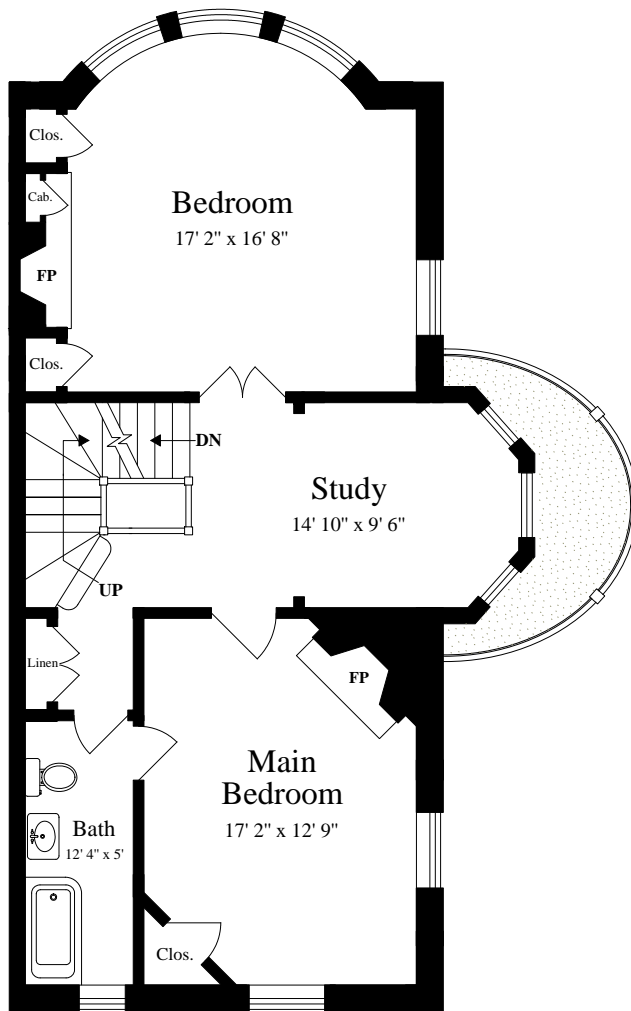 Clos.
Cab.
Bedroom
17' 2" x 16' 8"
FP
Clos.
DN
Study
14' 10" x 9' 6"
UP
Linen
FP
Main
Bedroom
17' 2" x 12' 9"
Bath
12' 4" x 5'
Clos.